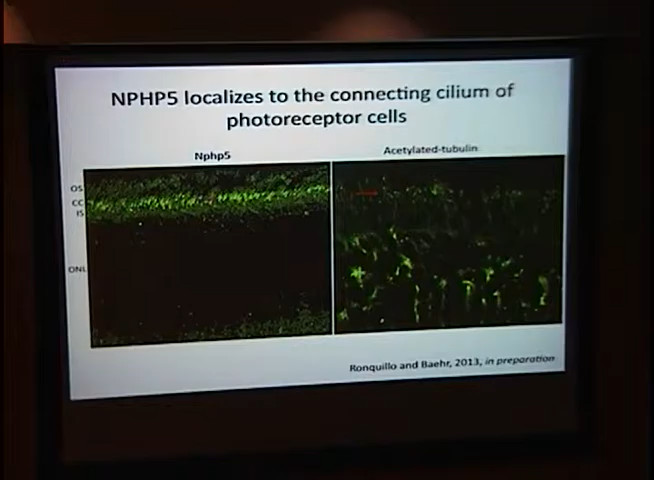 NPHP5 localizes to the connecting cilium of
photoreceptor cells
Nphp5
Acetylated-tubulin
OS
CC
IS
ONL
Ronquillo and Baehr, 2013, in preparation